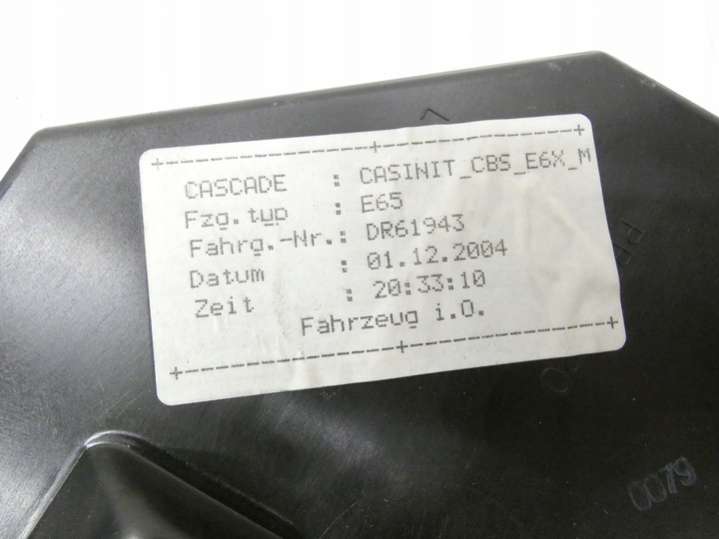 +-----------------+-----------------+
CASCADE : CASINIT_CBS_E6X_M
Fzg.typ : E65
Fahrg.-Nr.: DR61943
Datum : 01.12.2004
Zeit : 20:33:10
Fahrzeug i.O.
+-----------------+-----------------+
0079